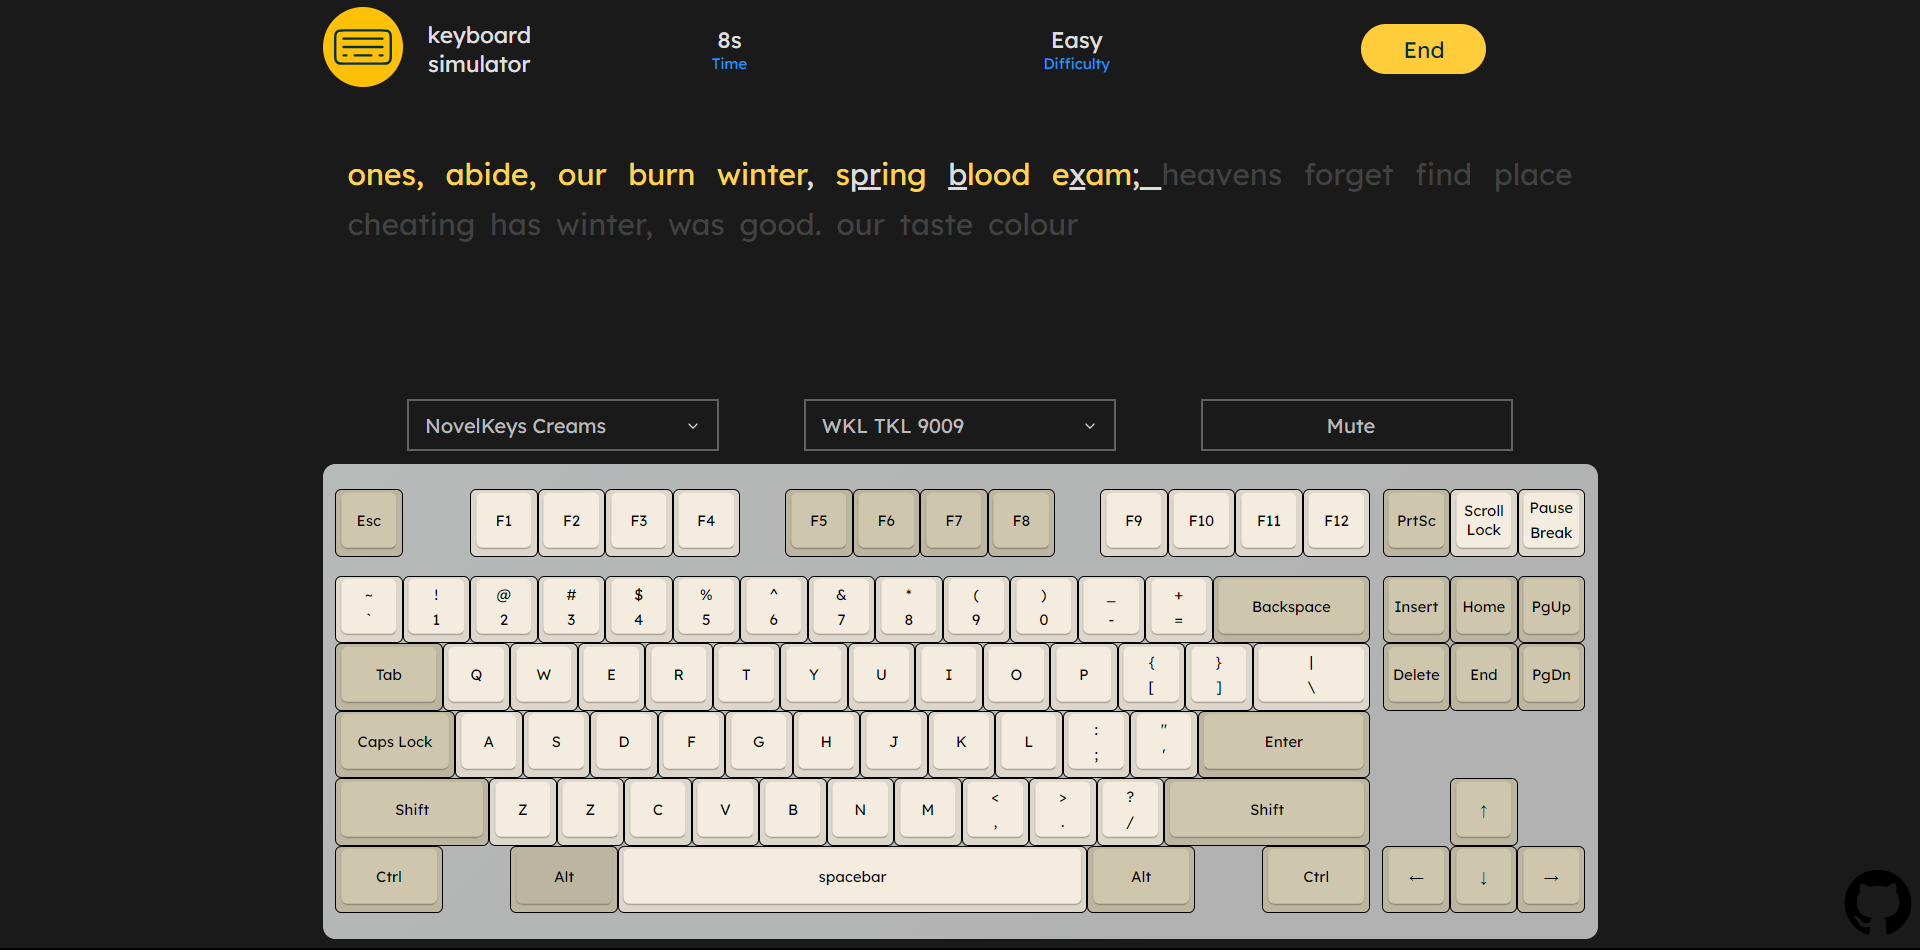 keyboard
simulator
8s
Time
Easy
Difficulty
End
ones, abide, our burn winter, spring blood exam;_heavens forget find place
cheating has winter, was good. our taste colour
NovelKeys Creams
WKL TKL 9009
Mute
Esc F1 F2 F3 F4 F5 F6 F7 F8 F9 F10 F11 F12 PrtSc Scroll Lock Pause Break
~ ! @ # $ % ^ & * ( ) _ +
` 1 2 3 4 5 6 7 8 9 0 - = Backspace Insert Home PgUp
{ } |
Tab Q W E R T Y U I O P [ ] \ Delete End PgDn
: "
Caps Lock A S D F G H J K L ; ' Enter
< > ?
Shift Z Z C V B N M , . / Shift ↑
Ctrl Alt spacebar Alt Ctrl ← ↓ →